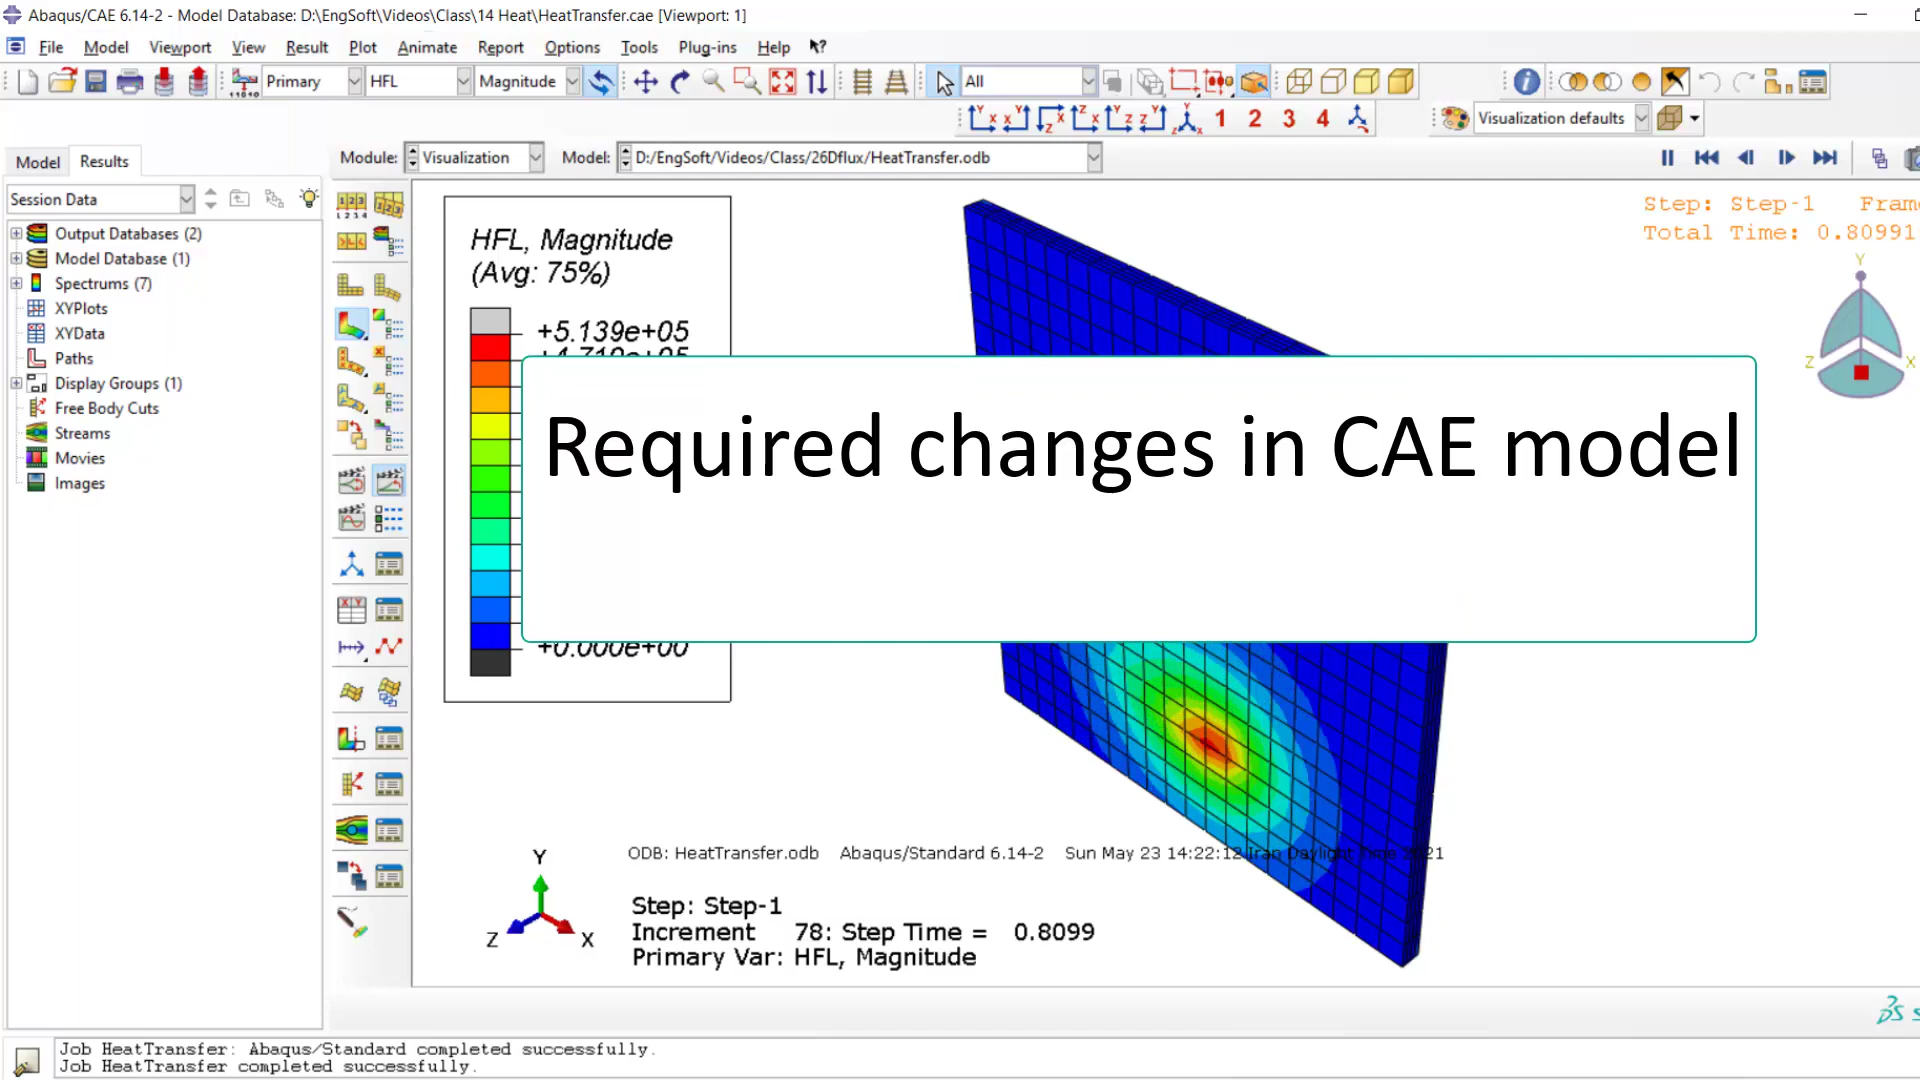 Abaqus/CAE 6.14-2 - Model Database: D:\EngSoft\Videos\Class\14 Heat\HeatTransfer.cae [Viewport: 1]
File Model Viewport View Result Plot Animate Report Options Tools Plug-ins Help
Primary HFL Magnitude All
1 2 3 4 Visualization defaults
Model Results Module: Visualization Model: D:/EngSoft/Videos/Class/26Dflux/HeatTransfer.odb
Session Data
Output Databases (2)
Model Database (1)
Spectrums (7)
XYPlots
XYData
Paths
Display Groups (1)
Free Body Cuts
Streams
Movies
Images
HFL, Magnitude
(Avg: 75%)
+5.139e+05
+0.000e+00
Step: Step-1 Frame
Total Time: 0.80991
Y
Z X
Required changes in CAE model
ODB: HeatTransfer.odb Abaqus/Standard 6.14-2 Sun May 23 14:22:12 Iran Daylight Time 2021
Y
Z X
Step: Step-1
Increment 78: Step Time = 0.8099
Primary Var: HFL, Magnitude
Job HeatTransfer: Abaqus/Standard completed successfully.
Job HeatTransfer completed successfully.